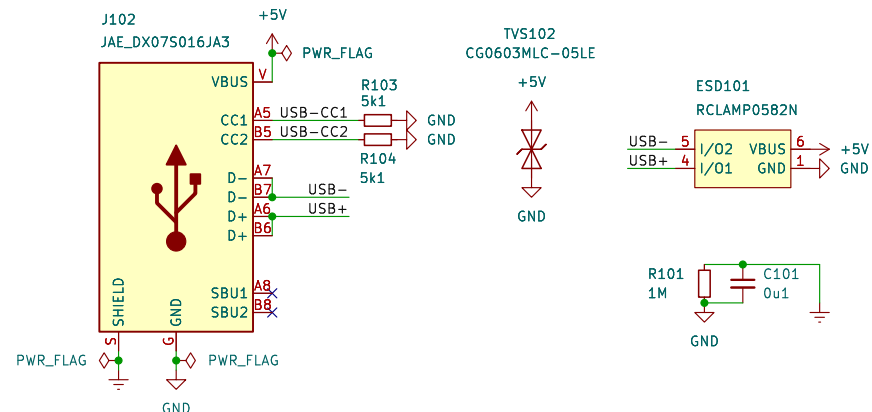 J102
JAE_DX07S016JA3
+5V
PWR_FLAG
VBUS V
CC1 A5 USB-CC1
CC2 B5 USB-CC2
R103
5k1
GND
GND
R104
5k1
D- A7
D- B7 USB-
D+ A6 USB+
D+ B6
SBU1 A8
SBU2 B8
SHIELD S
GND G
PWR_FLAG
PWR_FLAG
GND
TVS102
CG0603MLC-05LE
+5V
GND
ESD101
RCLAMP0582N
USB- 5 I/O2 VBUS 6 +5V
USB+ 4 I/O1 GND 1 GND
R101
1M
C101
0u1
GND